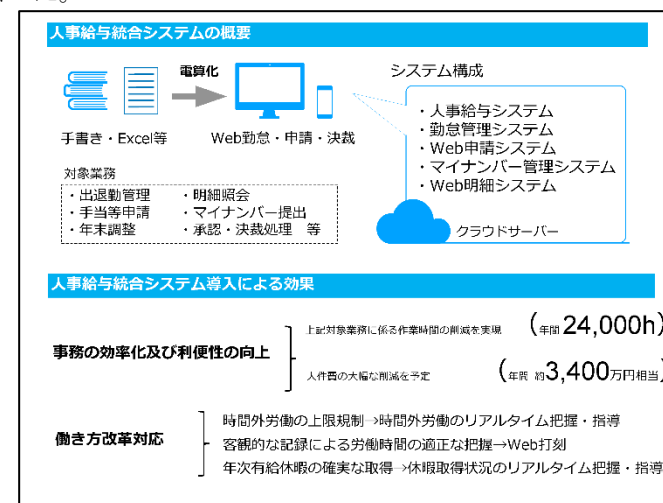 人事給与統合システムの概要
電算化
手書き・Excel等
Web勤怠・申請・決裁
システム構成
・人事給与システム
・勤怠管理システム
・Web申請システム
・マイナンバー管理システム
・Web明細システム
クラウドサーバー
対象業務
・出退勤管理 ・明細照会
・手当等申請 ・マイナンバー提出
・年末調整 ・承認・決裁処理 等
人事給与統合システム導入による効果
事務の効率化及び利便性の向上
上記対象業務に係る作業時間の削減を実現 (年間 24,000h)
人件費の大幅な削減を予定 (年間 約3,400万円相当)
働き方改革対応
時間外労働の上限規制→時間外労働のリアルタイム把握・指導
客観的な記録による労働時間の適正な把握→Web打刻
年次有給休暇の確実な取得→休暇取得状況のリアルタイム把握・指導